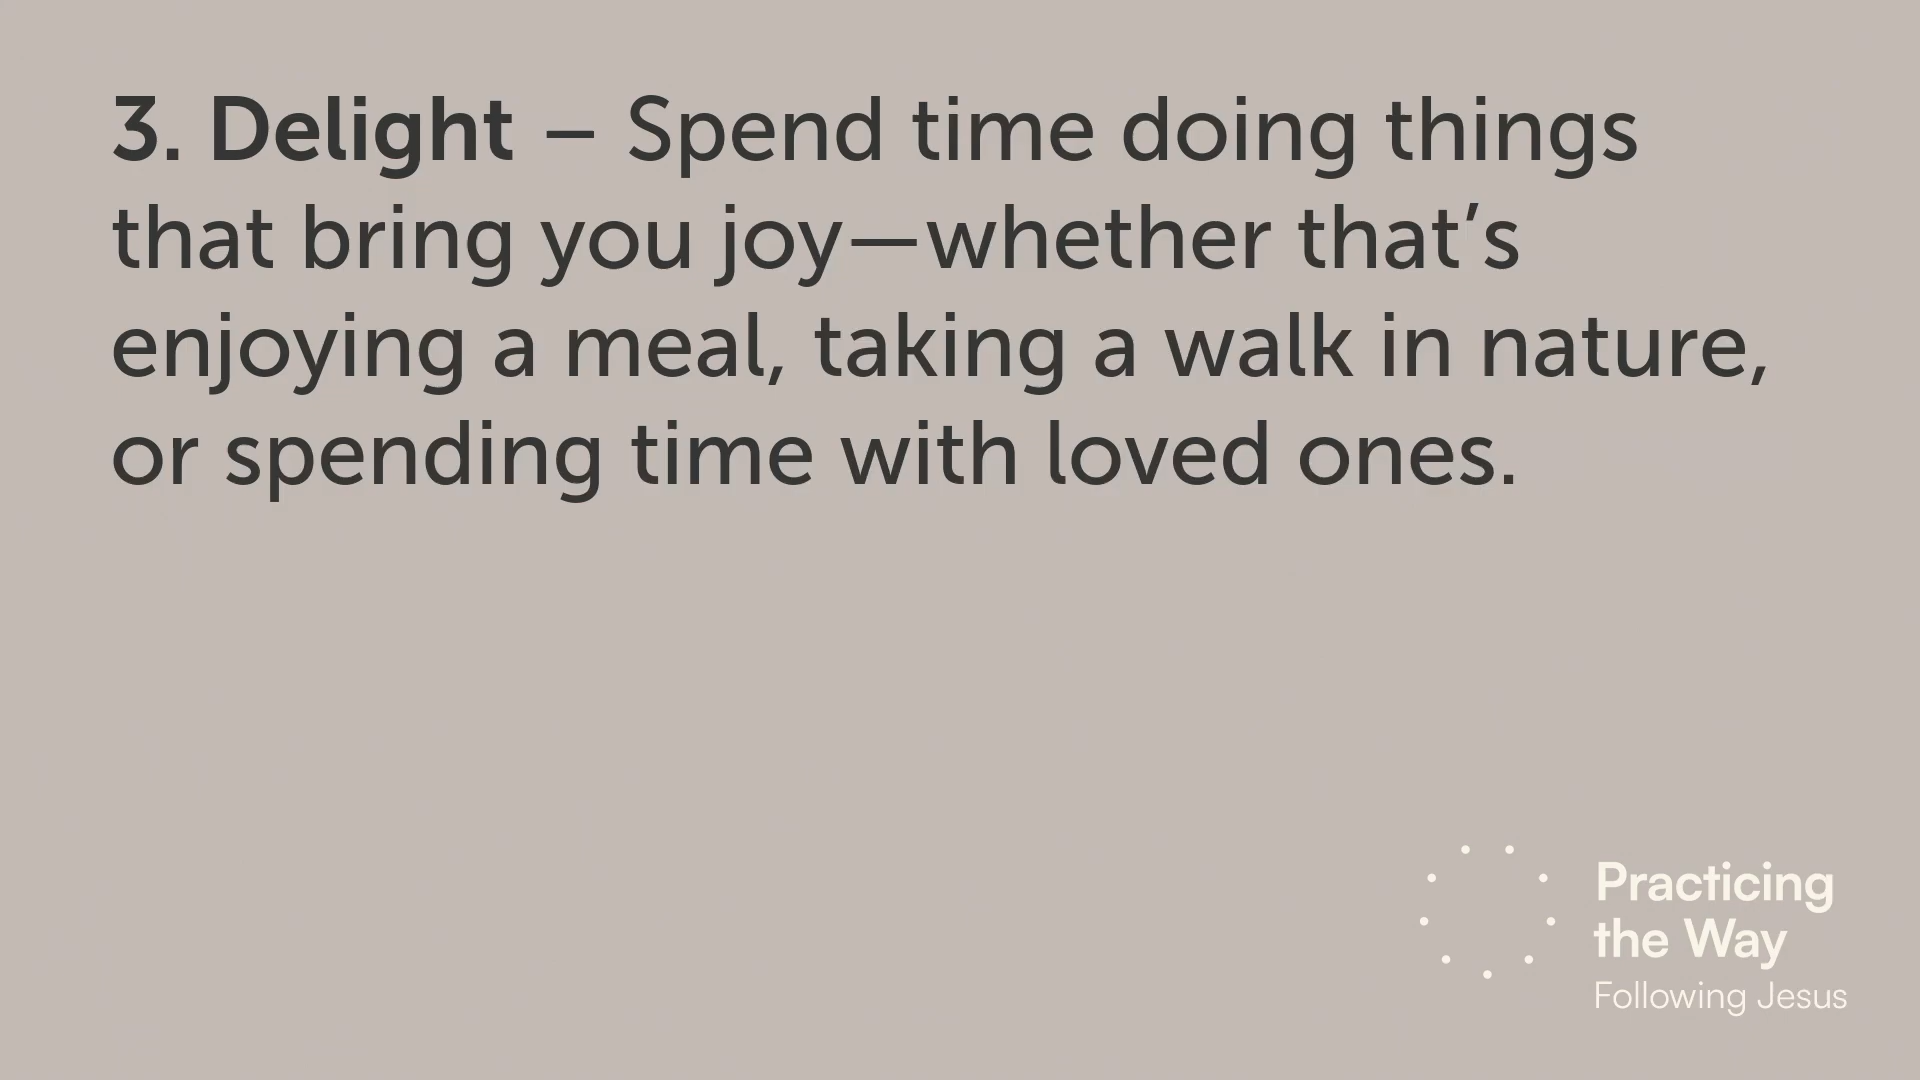 3. Delight – Spend time doing things
that bring you joy—whether that’s
enjoying a meal, taking a walk in nature,
or spending time with loved ones.
Practicing
the Way
Following Jesus